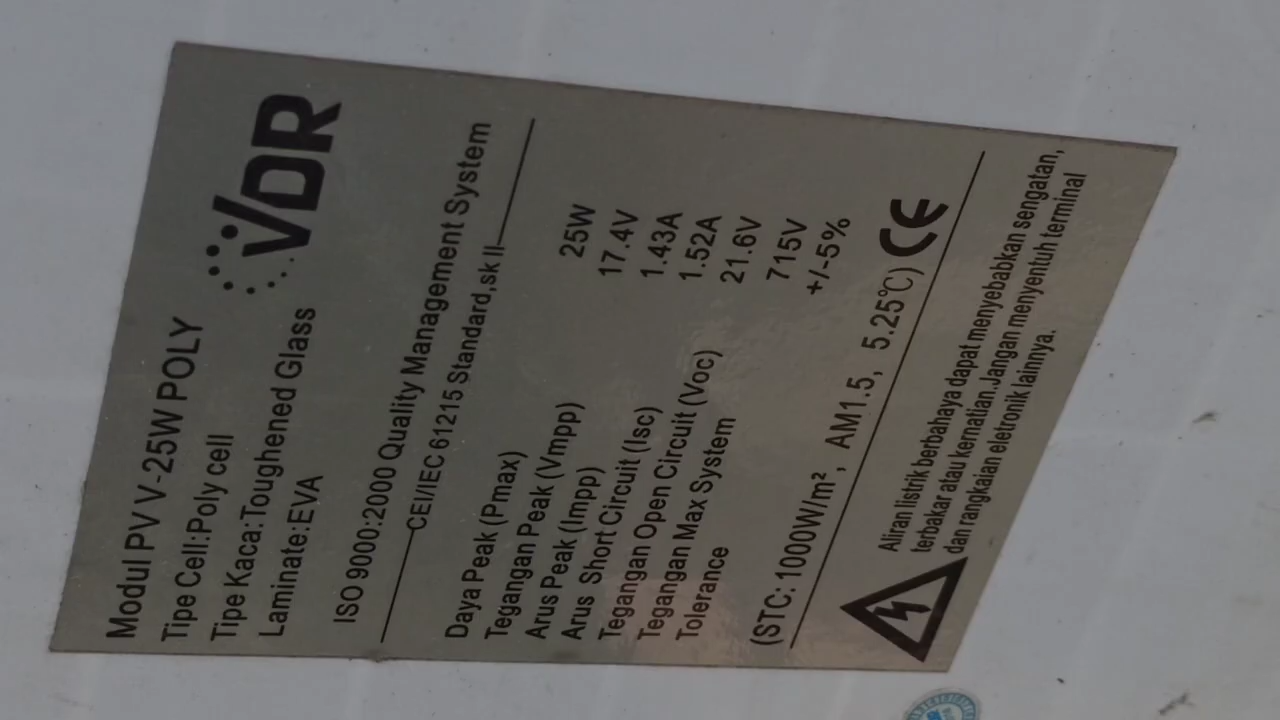 Modul PV V-25W POLY
Tipe Cell:Poly cell
Tipe Kaca:Toughened Glass
Laminate:EVA
VDR
ISO 9000:2000 Quality Management System
CEI/IEC 61215 Standard,sk II
Daya Peak (Pmax) 25W
Tegangan Peak (Vmpp) 17.4V
Arus Peak (Impp) 1.43A
Arus Short Circuit (Isc) 1.52A
Tegangan Open Circuit (Voc) 21.6V
Tegangan Max System 715V
Tolerance +/-5%
(STC: 1000W/m², AM1.5, 5.25℃) CE
Aliran listrik berbahaya dapat menyebabkan sengatan,
terbakar atau kernatian.Jangan menyentuh terminal
dan rangkaian eletronik lainnya.